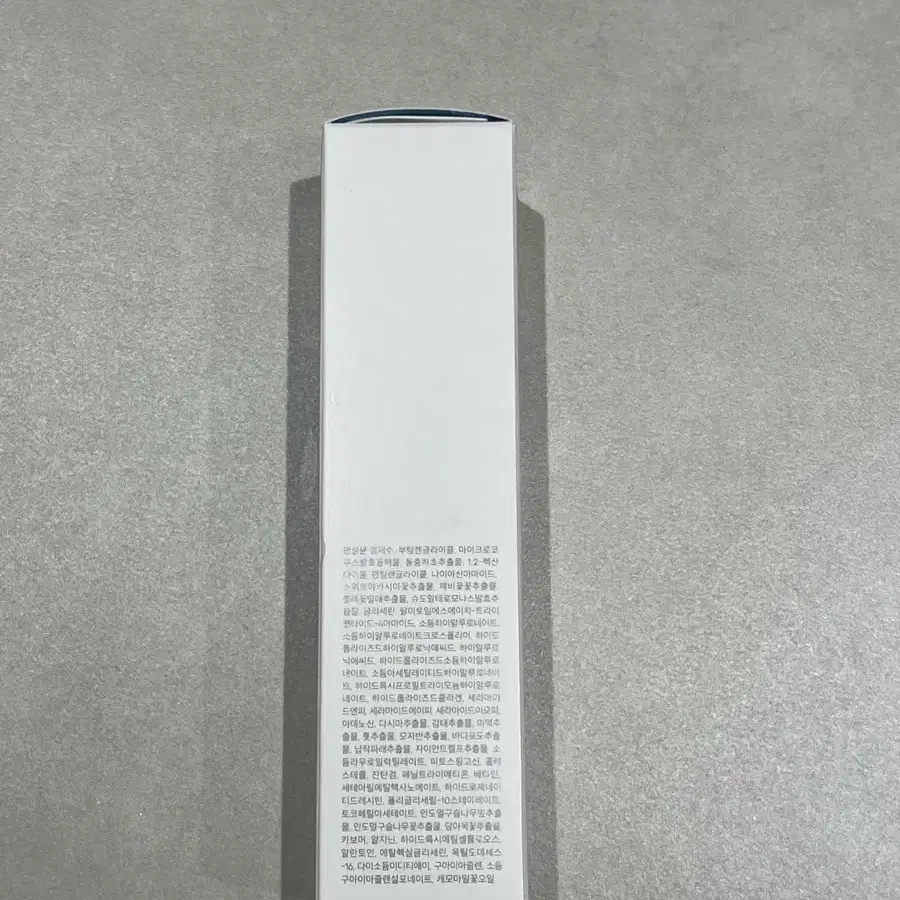 전성분 정제수, 부틸렌글라이콜, 마이크로코
쿠스발효용해물, 동충하초추출물, 1,2-헥산
다이올, 펜틸렌글라이콜, 나이아신아마이드,
스위트아카시아꽃추출물, 제비꽃꽃추출물,
찔레꽃열매추출물, 슈도알테로모나스발효추
출물, 글리세린, 팔미토일에스에이치-트라이
펩타이드-4아마이드, 소듐하이알루로네이트,
소듐하이알루로네이트크로스폴리머, 하이드
롤라이즈드하이알루로닉애씨드, 하이알루로
닉애씨드, 하이드롤라이즈드소듐하이알루로
네이트, 소듐아세틸레이티드하이알루로네이
트, 하이드록시프로필트라이모늄하이알루로
네이트, 하이드롤라이즈드콜라겐, 세라마이
드엔피, 세라마이드에이피, 세라마이드이오피,
아데노신, 다시마추출물, 감태추출물, 미역추
출물, 톳추출물, 모자반추출물, 바다포도추출
물, 납작파래추출물, 자이언트켈프추출물, 소
듐라우로일락틸레이트, 피토스핑고신, 콜레
스테롤, 잔탄검, 페닐트라이메티콘, 베타인,
세테아릴에틸헥사노에이트, 하이드로제네이
티드레시틴, 폴리글리세릴-10스테아레이트,
토코페릴아세테이트, 인도멀구슬나무잎추출
물, 인도멀구슬나무꽃추출물, 당아욱꽃추출물,
카보머, 알지닌, 하이드록시에틸셀룰로오스,
알란토인, 에틸헥실글리세린, 옥틸도데세스
-16, 다이소듐이디티에이, 구아이아줄렌, 소듐
구아이아줄렌설포네이트, 캐모마일꽃오일